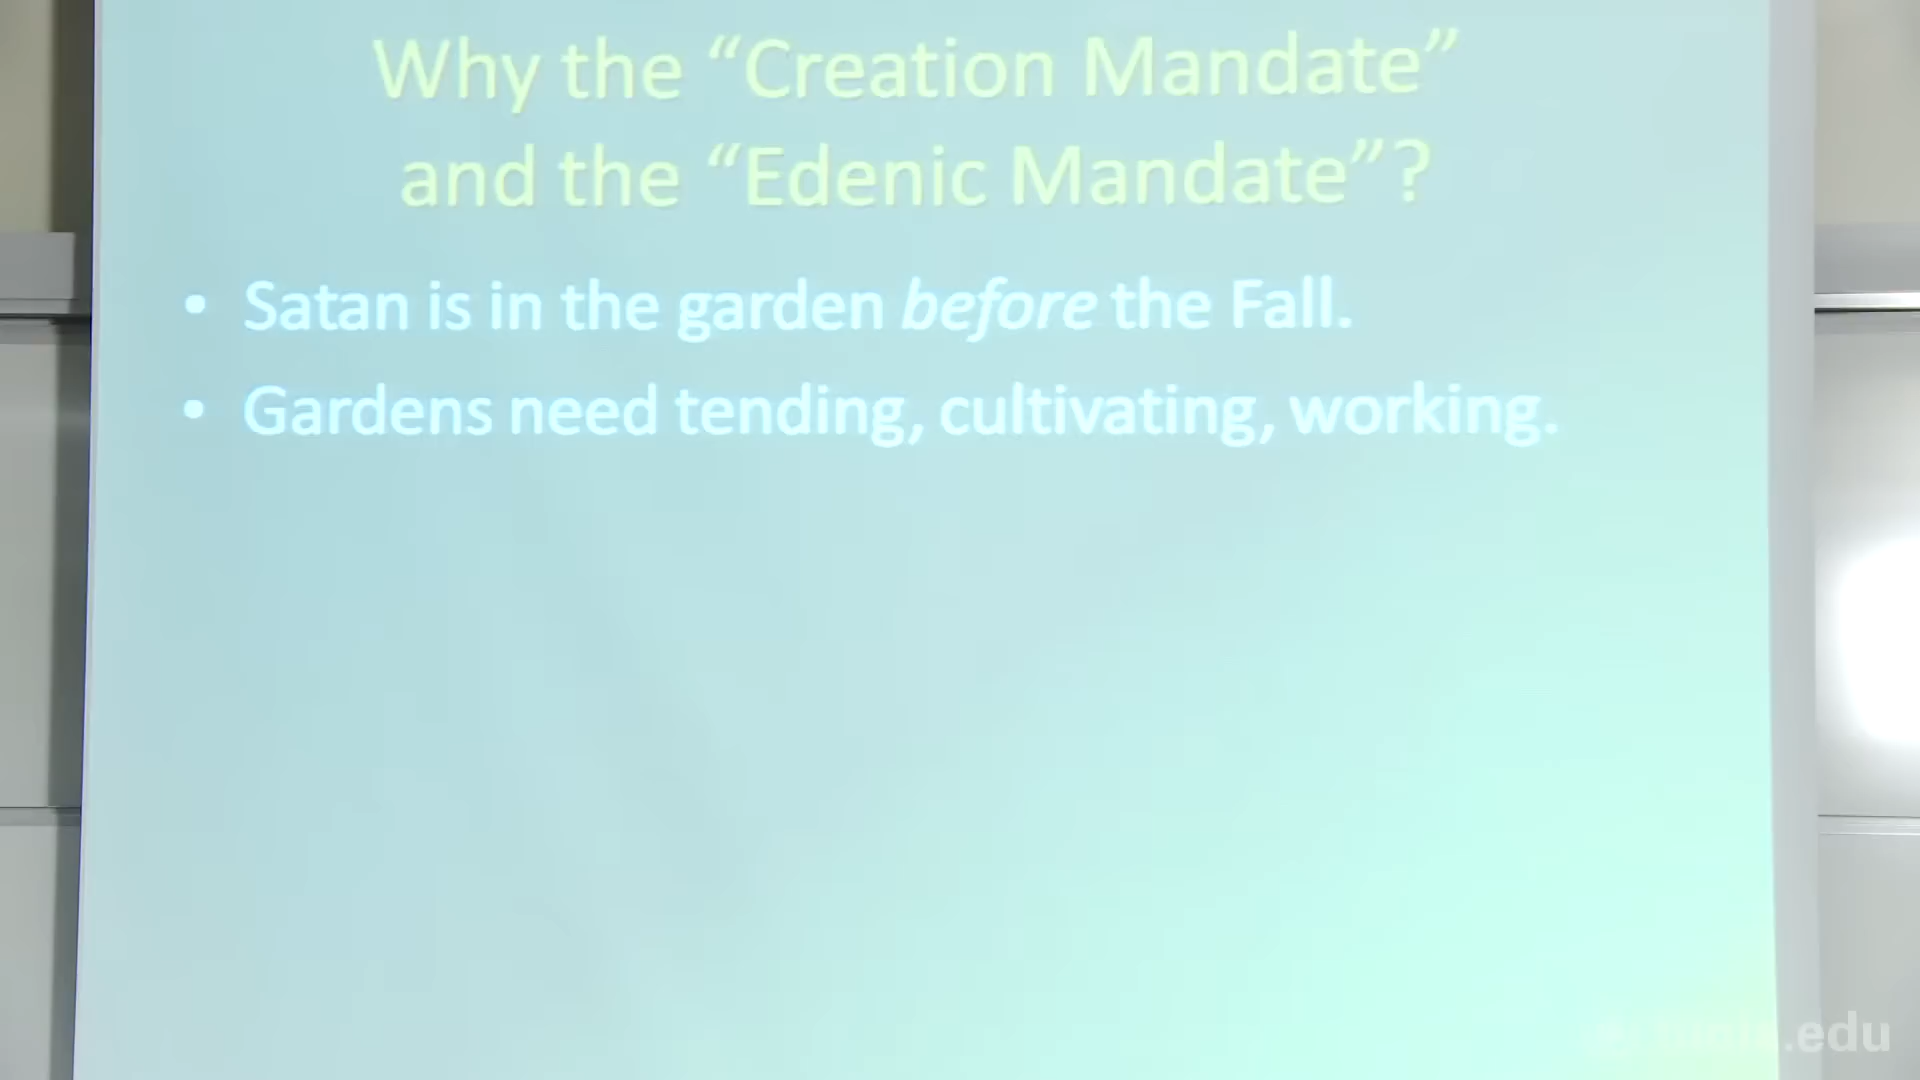 Why the “Creation Mandate”
and the “Edenic Mandate”?
• Satan is in the garden before the Fall.
• Gardens need tending, cultivating, working.
.edu